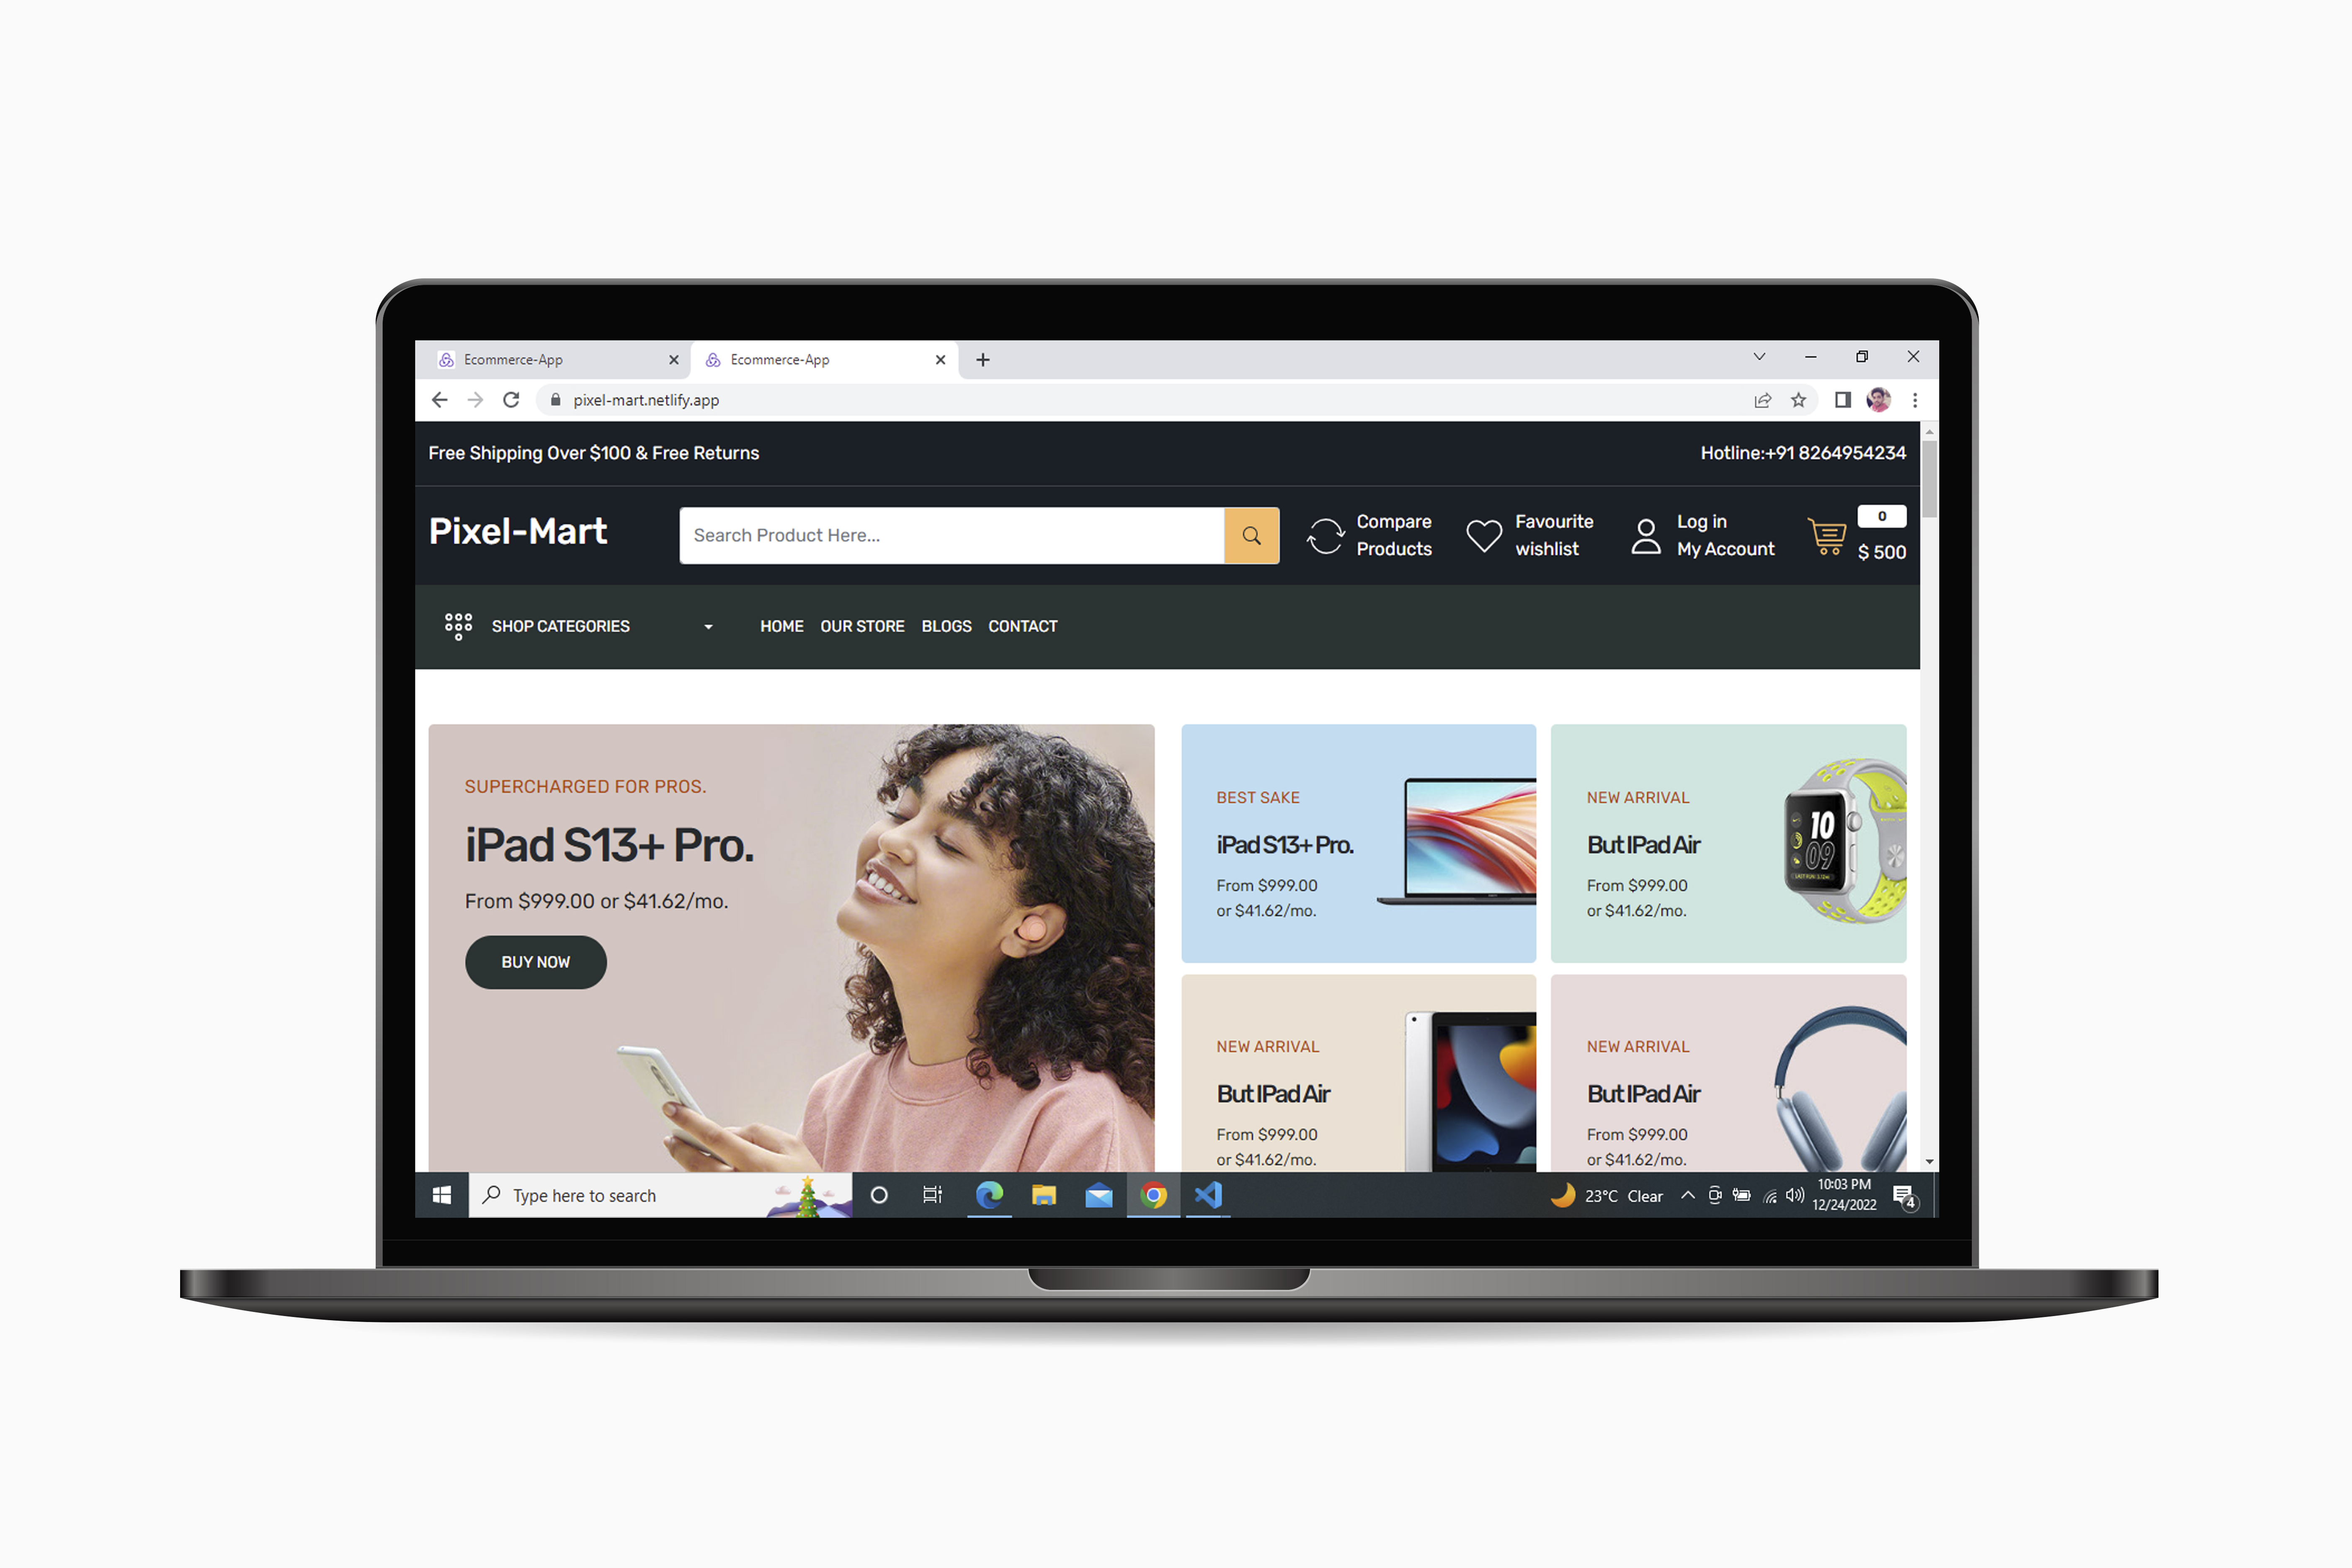 Ecommerce-App
Ecommerce-App
pixel-mart.netlify.app
Free Shipping Over $100 & Free Returns
Hotline:+91 8264954234
Pixel-Mart
Search Product Here...
Compare
Products
Favourite
wishlist
Log in
My Account
0
$ 500
SHOP CATEGORIES
HOME OUR STORE BLOGS CONTACT
SUPERCHARGED FOR PROS.
iPad S13+ Pro.
From $999.00 or $41.62/mo.
BUY NOW
BEST SAKE
iPad S13+ Pro.
From $999.00
or $41.62/mo.
NEW ARRIVAL
But IPad Air
From $999.00
or $41.62/mo.
10
09
NEW ARRIVAL
But IPad Air
From $999.00
or $41.62/mo.
NEW ARRIVAL
But IPad Air
From $999.00
or $41.62/mo.
Type here to search
23°C Clear
10:03 PM
12/24/2022
4